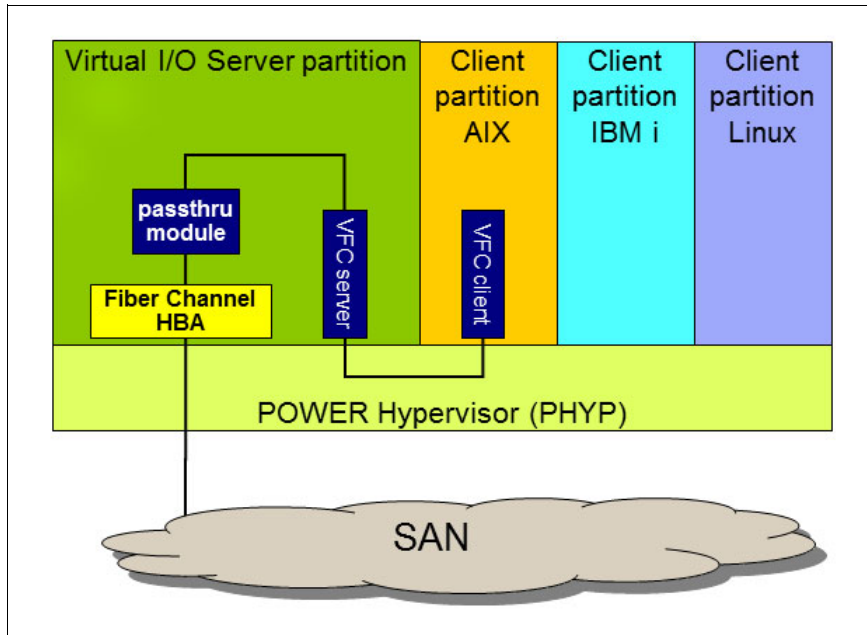 Virtual I/O Server partition
Client
partition
AIX
Client
partition
IBM i
Client
partition
Linux
passthru
module
Fiber Channel
HBA
VFC server
VFC client
POWER Hypervisor (PHYP)
SAN